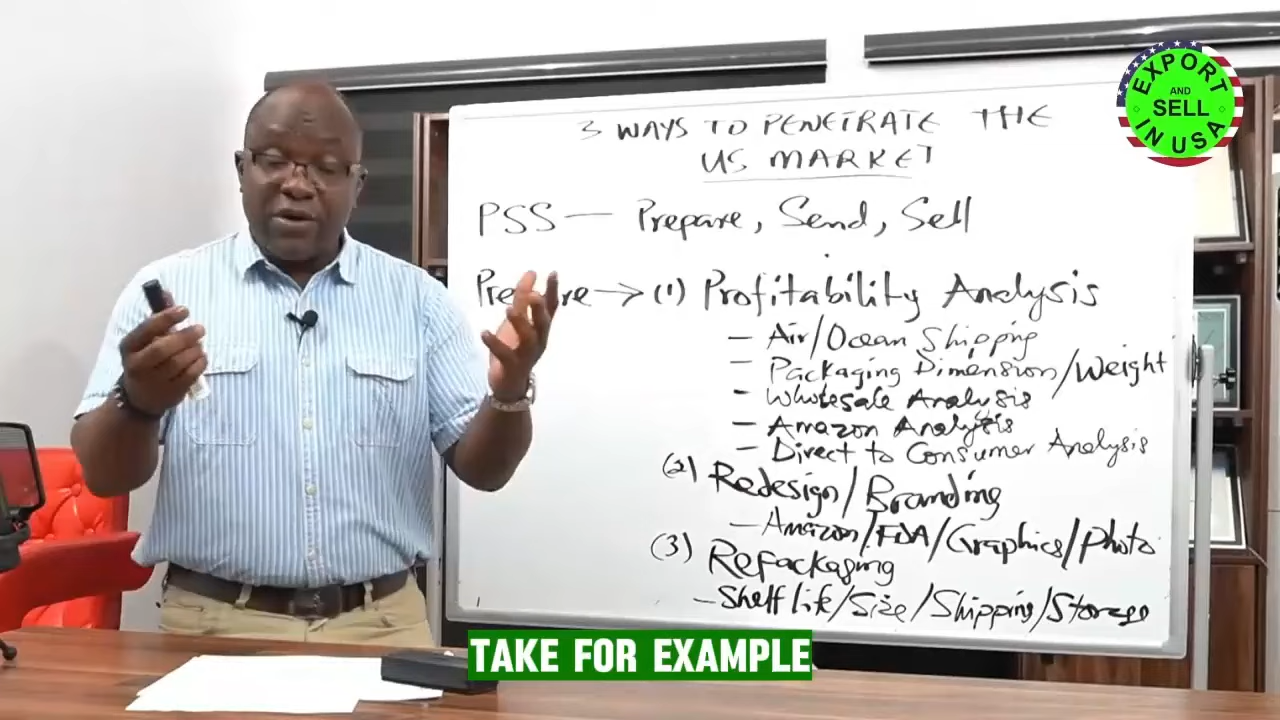 3 WAYS TO PENETRATE THE
US MARKET
PSS — Prepare, Send, Sell
Prepare → (1) Profitability Analysis
- Air/Ocean Shipping
- Packaging Dimension/Weight
- Wholesale Analysis
- Amazon Analysis
- Direct to Consumer Analysis
(2) Redesign/Branding
- Amazon/FDA/Graphics/Photo
(3) Repackaging
- Shelf life/Size/Shipping/Storage
EXPORT
AND
SELL
IN USA
TAKE FOR EXAMPLE